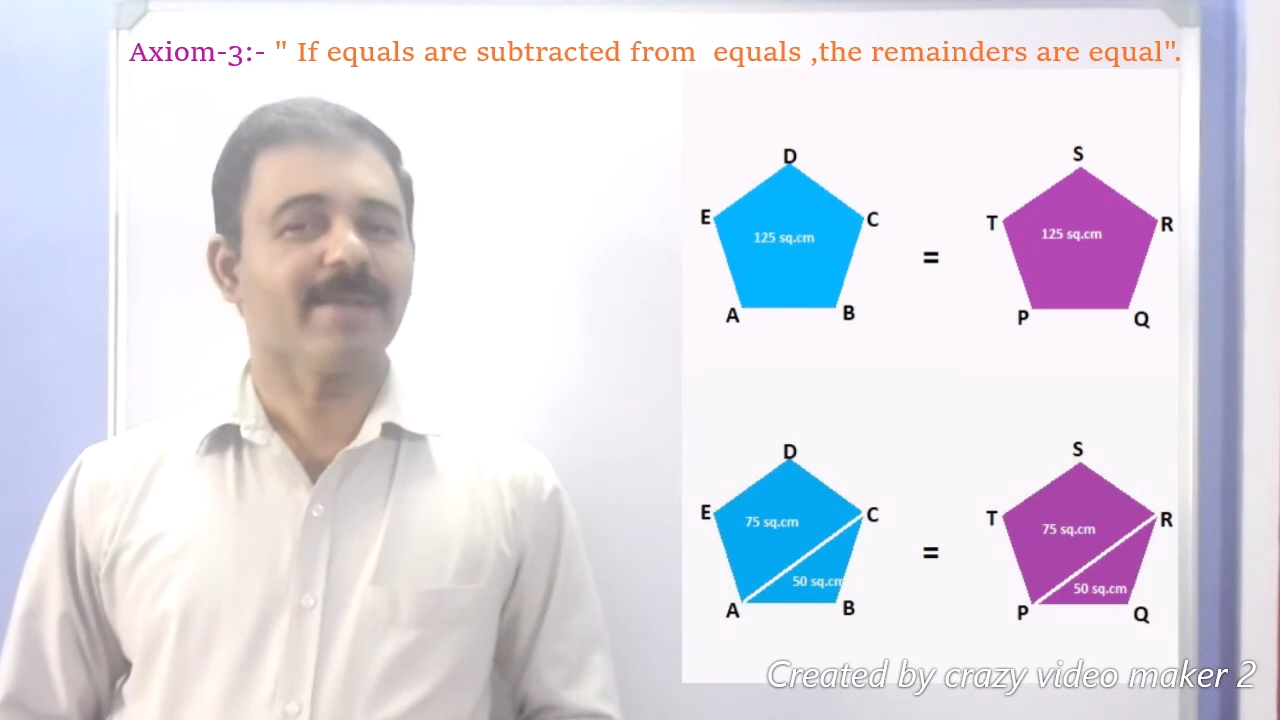 Axiom-3:- " If equals are subtracted from  equals ,the remainders are equal".
D
S
E
C
T
R
125 sq.cm
125 sq.cm
=
A
B
P
Q
D
S
E
C
T
R
75 sq.cm
75 sq.cm
=
50 sq.cm
50 sq.cm
A
B
P
Q
Created by crazy video maker 2